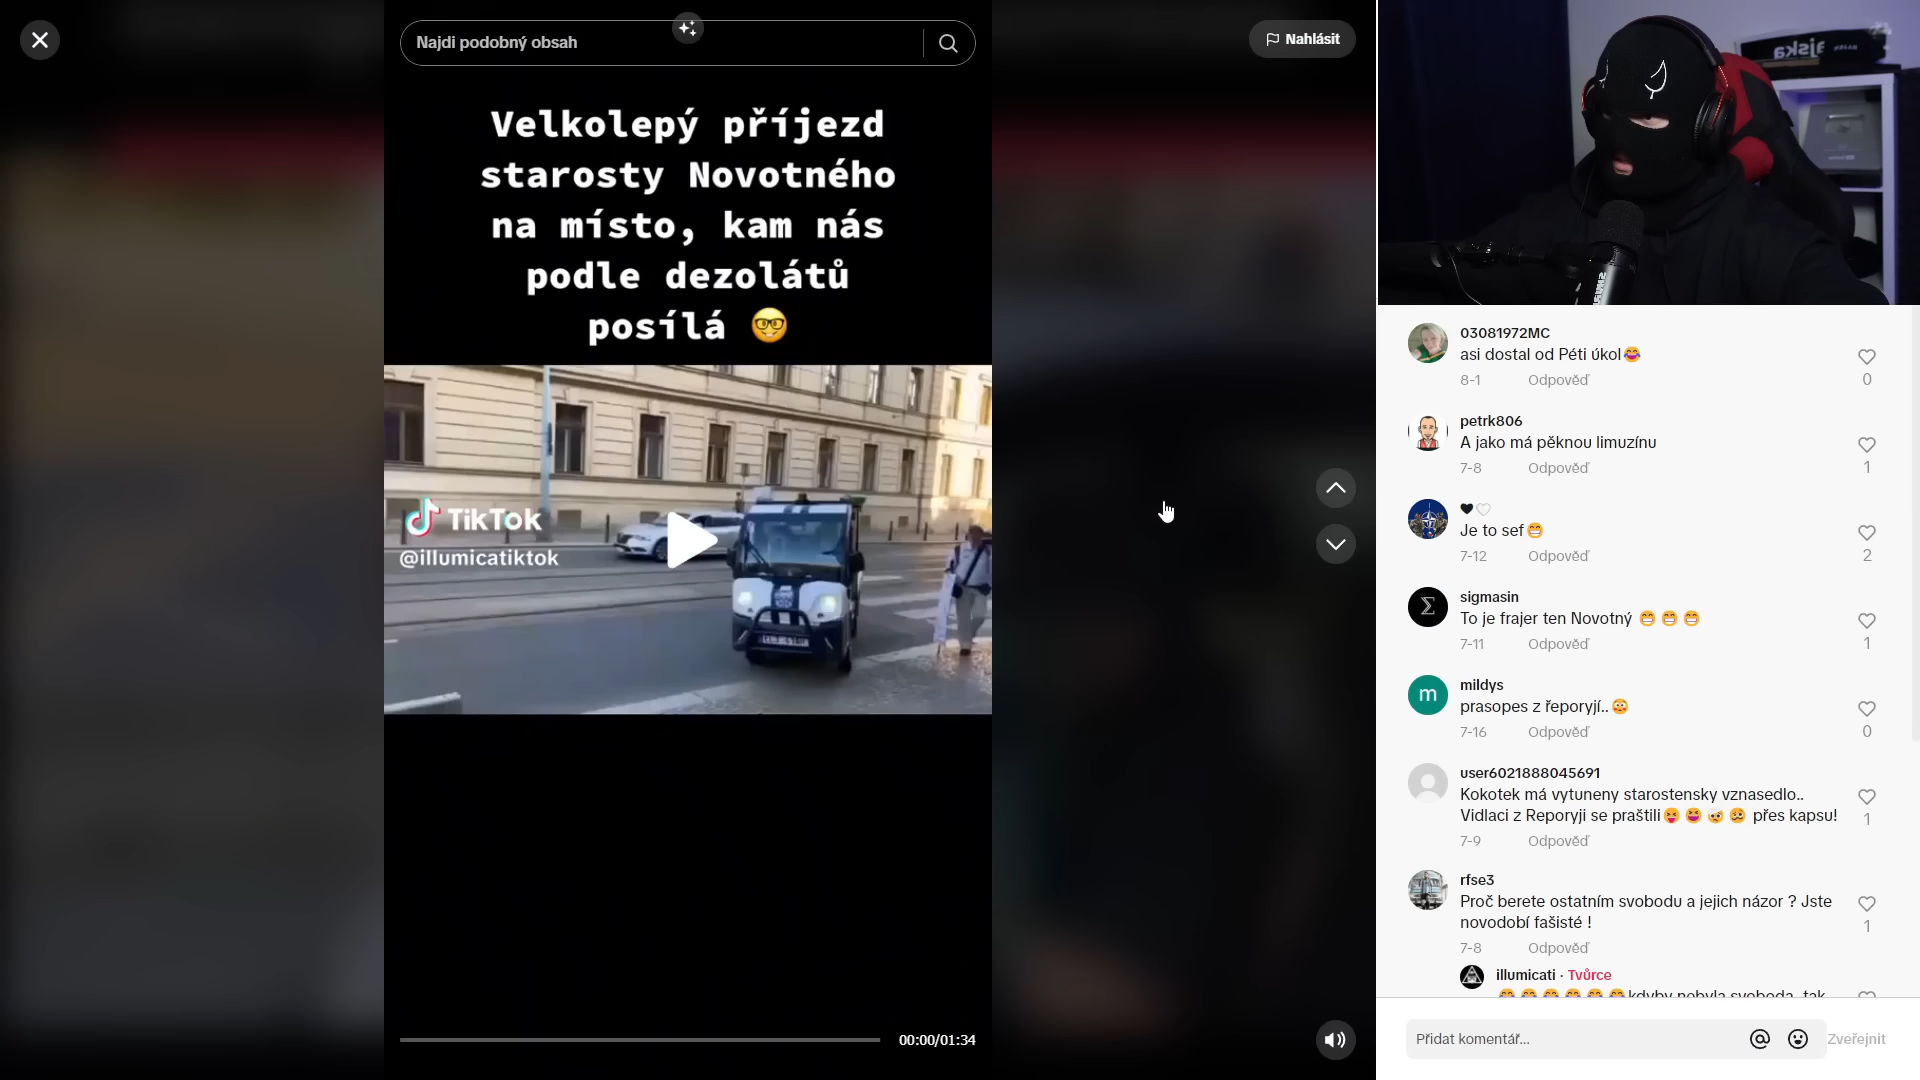 Najdi podobný obsah
Nahlásit
Velkolepý příjezd
starosty Novotného
na místo, kam nás
podle dezolátů
posílá 🤓
TikTok
@illumicatiktok
00:00/01:34
03081972MC
asi dostal od Péti úkol😂
8-1 Odpověď
0
petrk806
A jako má pěknou limuzínu
7-8 Odpověď
1
🖤🤍
Je to sef😁
7-12 Odpověď
2
sigmasin
To je frajer ten Novotný 😁😁😁
7-11 Odpověď
1
m
mildys
prasopes z řeporyjí..😳
7-16 Odpověď
0
user6021888045691
Kokotek má vytuneny starostensky vznasedlo..
Vidlaci z Reporyji se praštili😝😆🤕🥴 přes kapsu!
7-9 Odpověď
1
rfse3
Proč berete ostatním svobodu a jejich názor ? Jste
novodobí fašisté !
7-8 Odpověď
1
illumicati · Tvůrce
😂😂😂😂😂😂kdyby nebyla svoboda, tak
Přidat komentář...
Zveřejnit